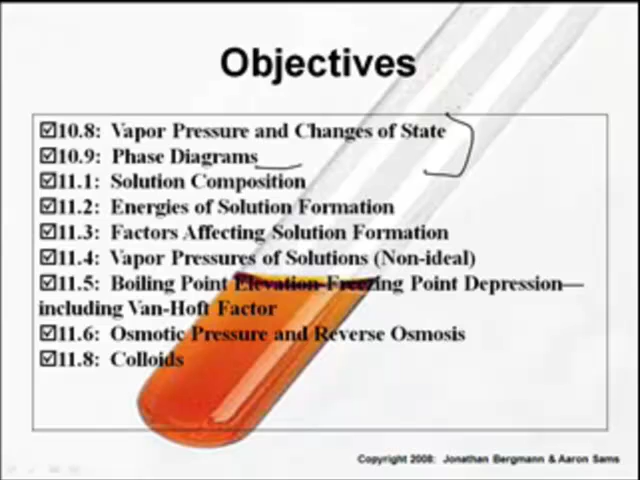 Objectives
☑10.8: Vapor Pressure and Changes of State
☑10.9: Phase Diagrams
☑11.1: Solution Composition
☑11.2: Energies of Solution Formation
☑11.3: Factors Affecting Solution Formation
☑11.4: Vapor Pressures of Solutions (Non-ideal)
☑11.5: Boiling Point Elevation-Freezing Point Depression—
including Van-Hoft Factor
☑11.6: Osmotic Pressure and Reverse Osmosis
☑11.8: Colloids
Copyright 2008: Jonathan Bergmann & Aaron Sams